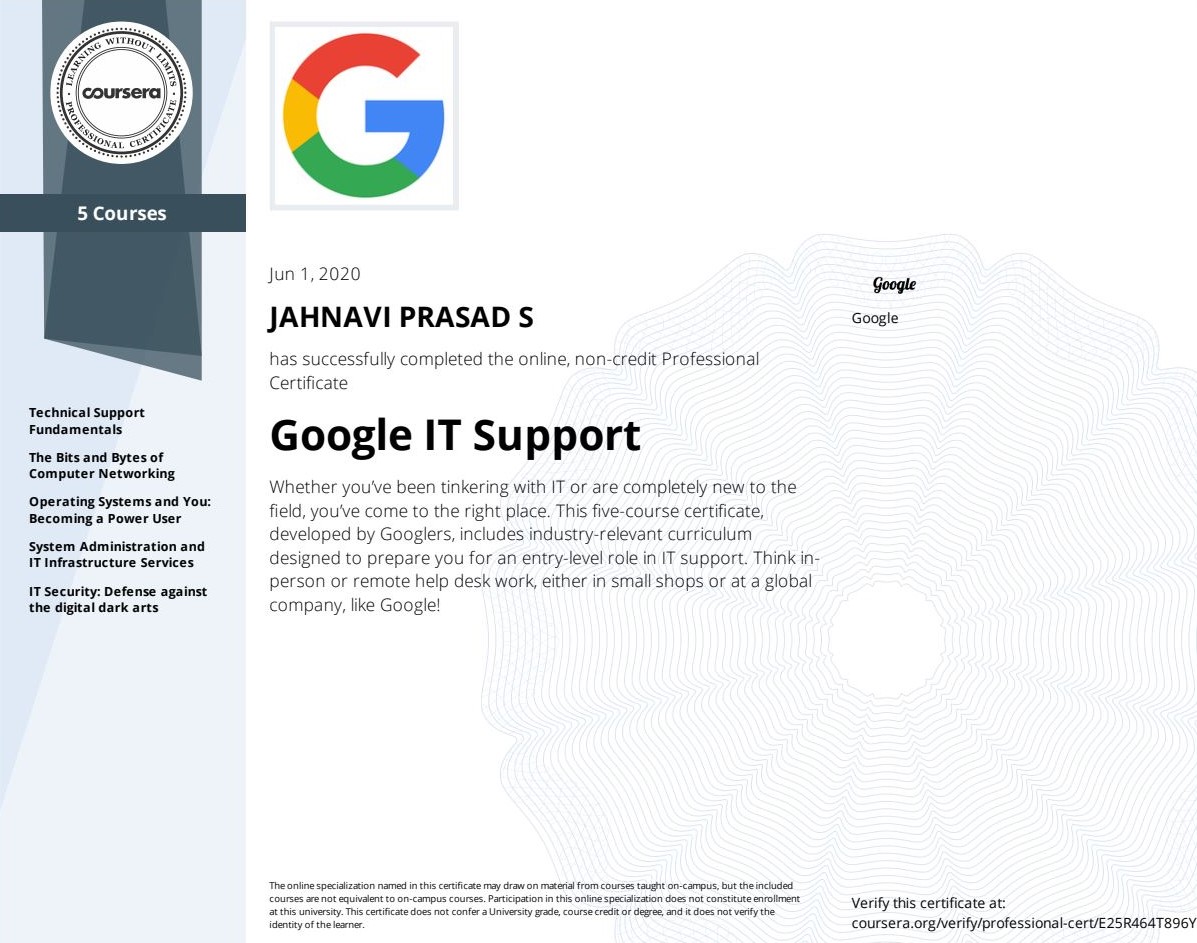 LEARNING WITHOUT LIMITS
coursera
PROFESSIONAL CERTIFICATE
5 Courses
Technical Support
Fundamentals
The Bits and Bytes of
Computer Networking
Operating Systems and You:
Becoming a Power User
System Administration and
IT Infrastructure Services
IT Security: Defense against
the digital dark arts
Jun 1, 2020
JAHNAVI PRASAD S
has successfully completed the online, non-credit Professional
Certificate
Google IT Support
Whether you’ve been tinkering with IT or are completely new to the
field, you’ve come to the right place. This five-course certificate,
developed by Googlers, includes industry-relevant curriculum
designed to prepare you for an entry-level role in IT support. Think in-
person or remote help desk work, either in small shops or at a global
company, like Google!
Google
Google
The online specialization named in this certificate may draw on material from courses taught on-campus, but the included
courses are not equivalent to on-campus courses. Participation in this online specialization does not constitute enrollment
at this university. This certificate does not confer a University grade, course credit or degree, and it does not verify the
identity of the learner.
Verify this certificate at:
coursera.org/verify/professional-cert/E25R464T896Y